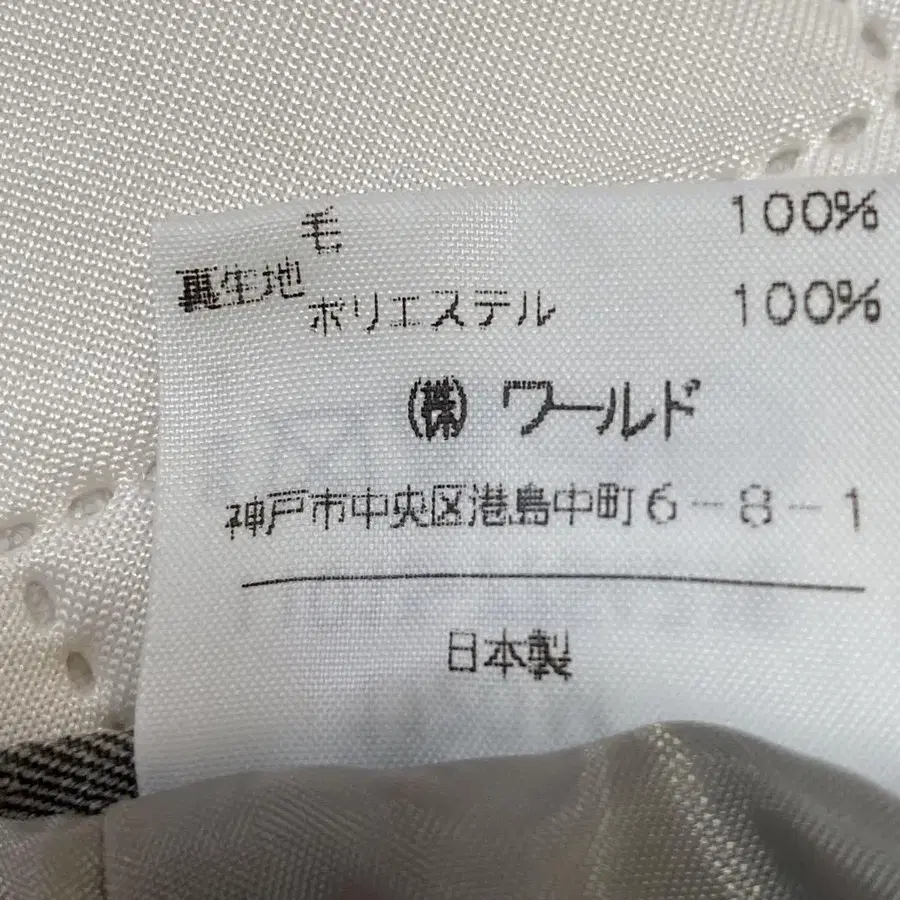 毛 100%
裏生地
ポリエステル 100%
㈱ ワールド
神戸市中央区港島中町6-8-1
日本製